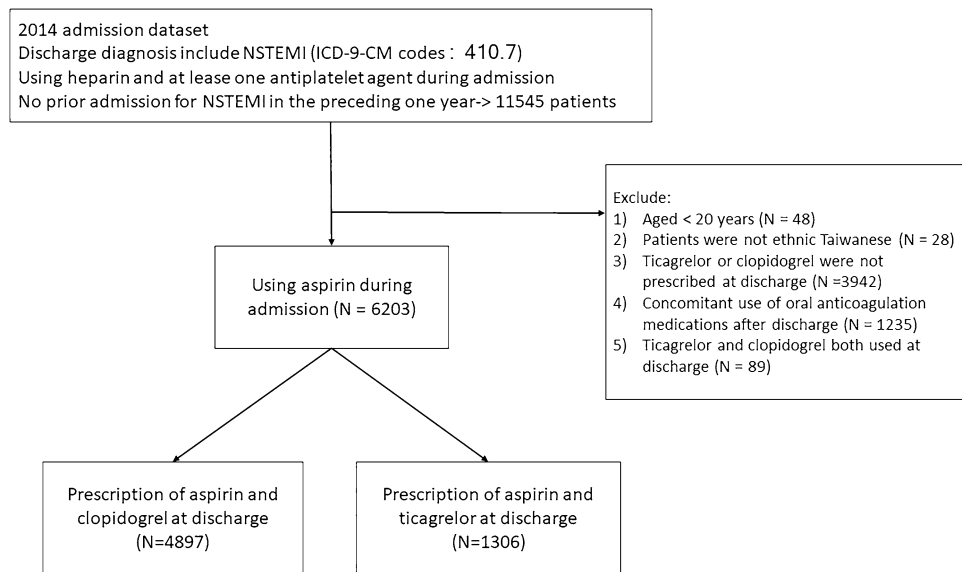 2014 admission dataset
Discharge diagnosis include NSTEMI (ICD-9-CM codes : 410.7)
Using heparin and at lease one antiplatelet agent during admission
No prior admission for NSTEMI in the preceding one year-> 11545 patients
Exclude:
1) Aged < 20 years (N = 48)
2) Patients were not ethnic Taiwanese (N = 28)
3) Ticagrelor or clopidogrel were not
prescribed at discharge (N =3942)
4) Concomitant use of oral anticoagulation
medications after discharge (N = 1235)
5) Ticagrelor and clopidogrel both used at
discharge (N = 89)
Using aspirin during
admission (N = 6203)
Prescription of aspirin and
clopidogrel at discharge
(N=4897)
Prescription of aspirin and
ticagrelor at discharge
(N=1306)